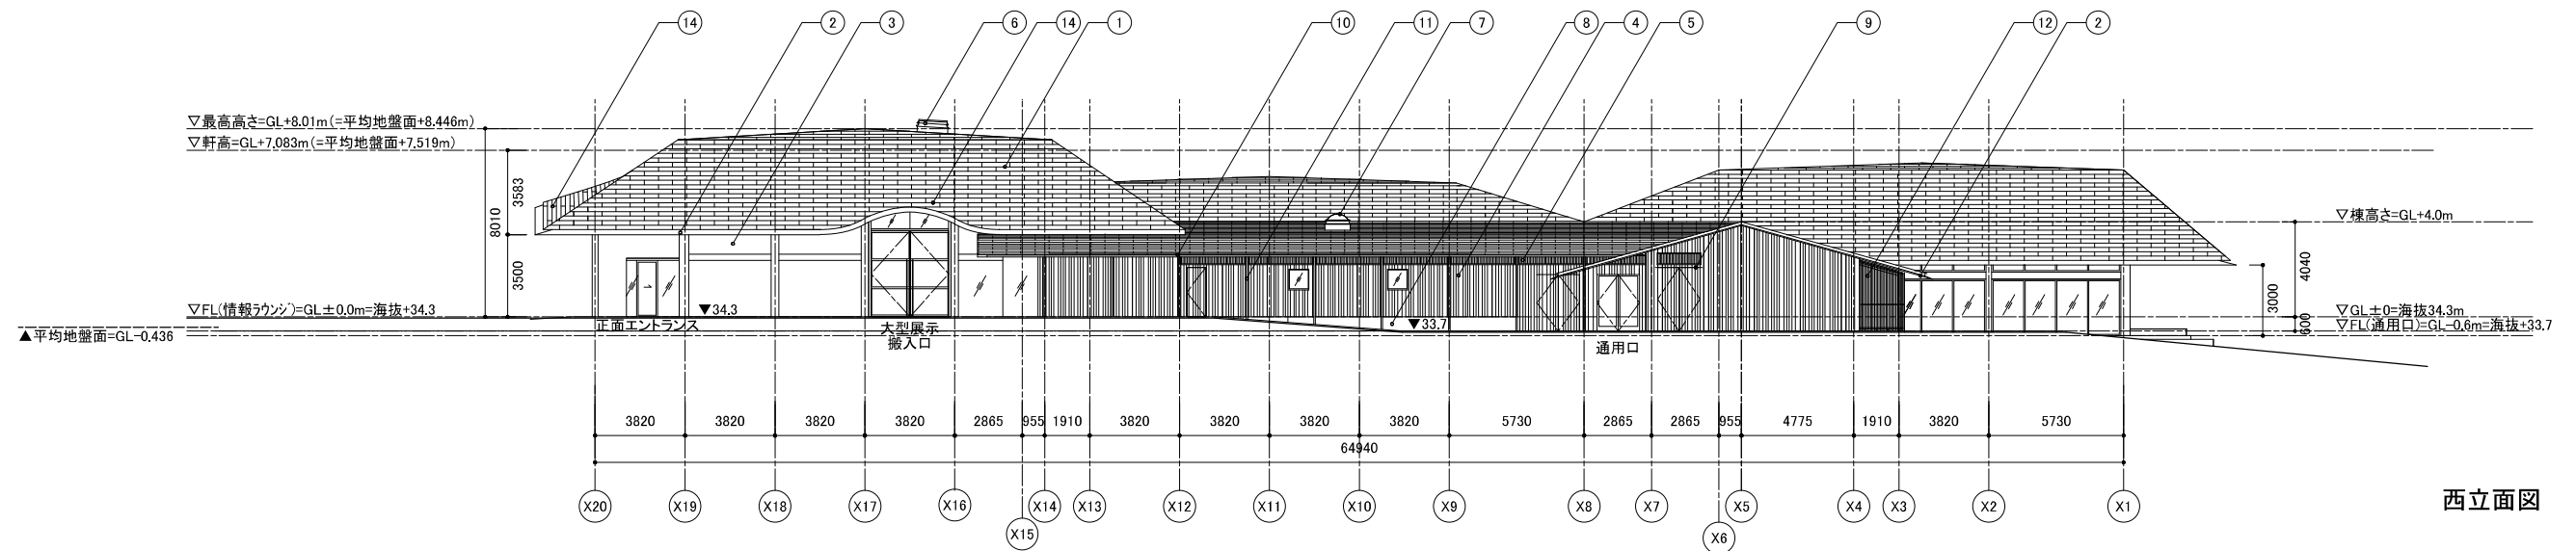 14 2 3 6 14 1 10 11 7 8 4 5 9 12 2
▽最高高さ=GL+8.01m(=平均地盤面+8.446m)
▽軒高=GL+7,083m(=平均地盤面+7,519m)
3583
8010
3500
▽棟高さ=GL+4.0m
4040
3000
600
▽FL(情報ラウンジ)=GL±0.0m=海抜+34.3
▼34.3
▽GL±0=海抜34.3m
▽FL(通用口)=GL-0.6m=海抜+33.7
▲平均地盤面=GL-0.436
正面エントランス
大型展示
搬入口
▼33.7
通用口
3820 3820 3820 3820 2865 955 1910 3820 3820 3820 3820 5730 2865 2865 955 4775 1910 3820 5730
64940
X20 X19 X18 X17 X16 X15 X14 X13 X12 X11 X10 X9 X8 X7 X6 X5 X4 X3 X2 X1
西立面図